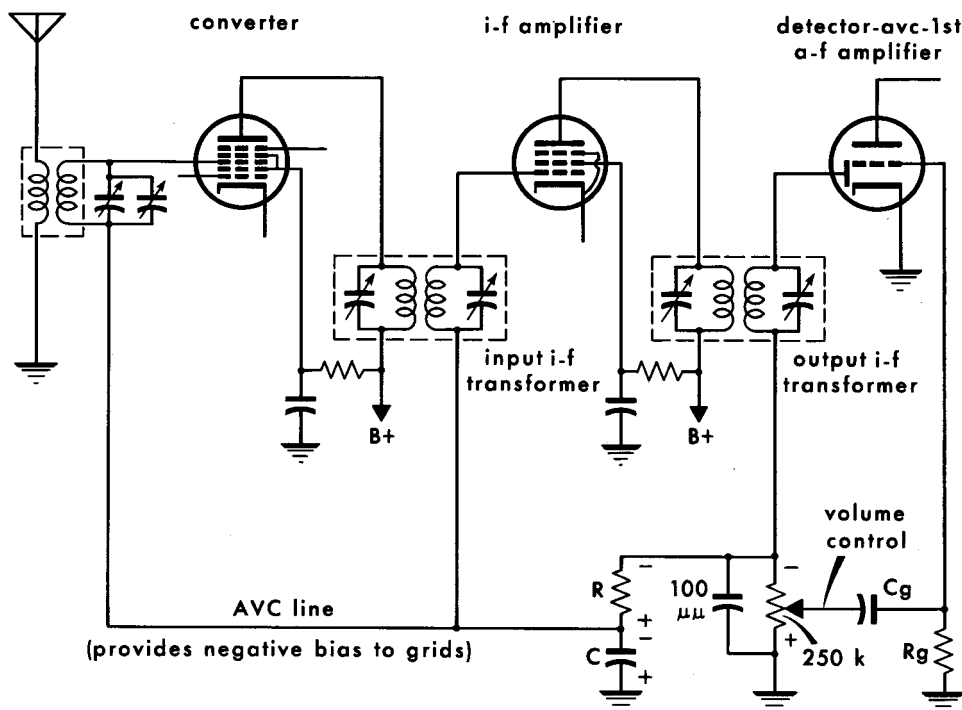 converter
i-f amplifier
detector-avc-1st
a-f amplifier
input i-f
transformer
output i-f
transformer
B+
B+
volume
control
−
−
R
100
μμ
Cg
AVC line
+
−
+
250 k
(provides negative bias to grids)
C
+
Rg